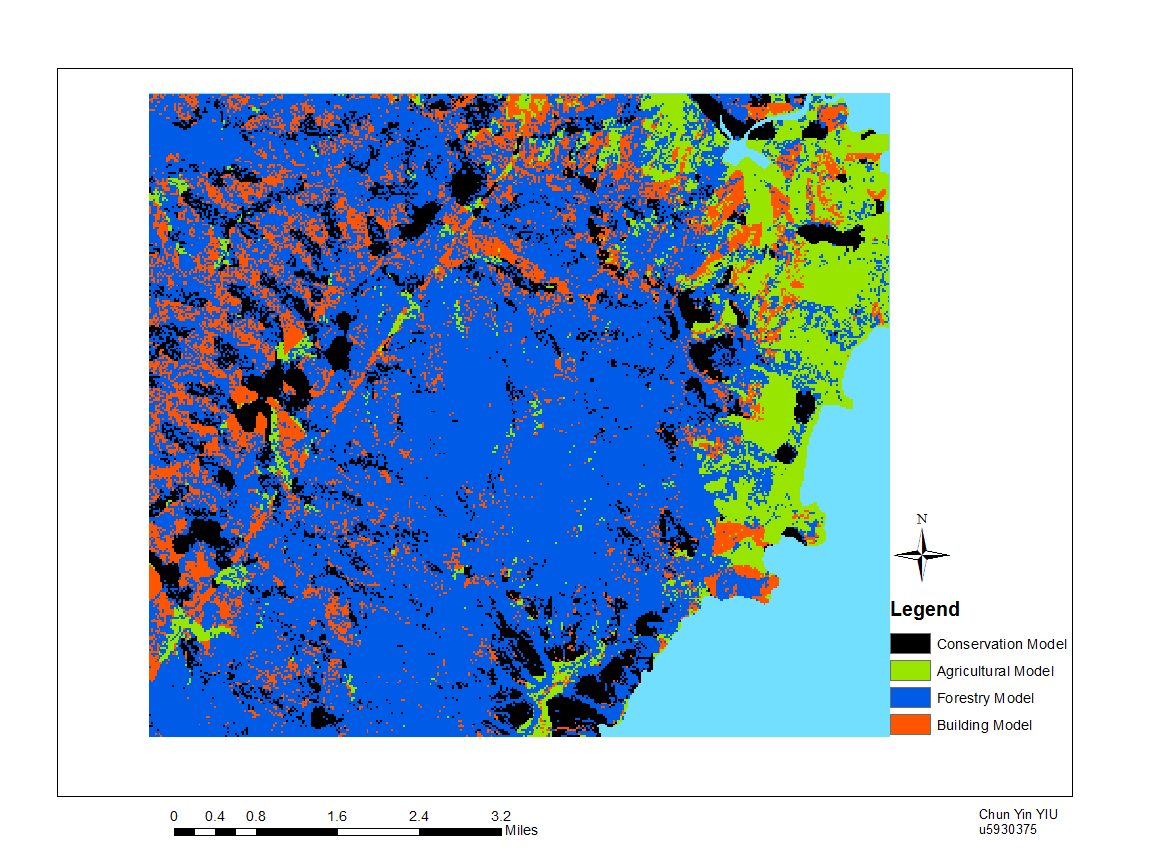 N
Legend
Conservation Model
Agricultural Model
Forestry Model
Building Model
0 0.4 0.8 1.6 2.4 3.2
Miles
Chun Yin YIU
u5930375